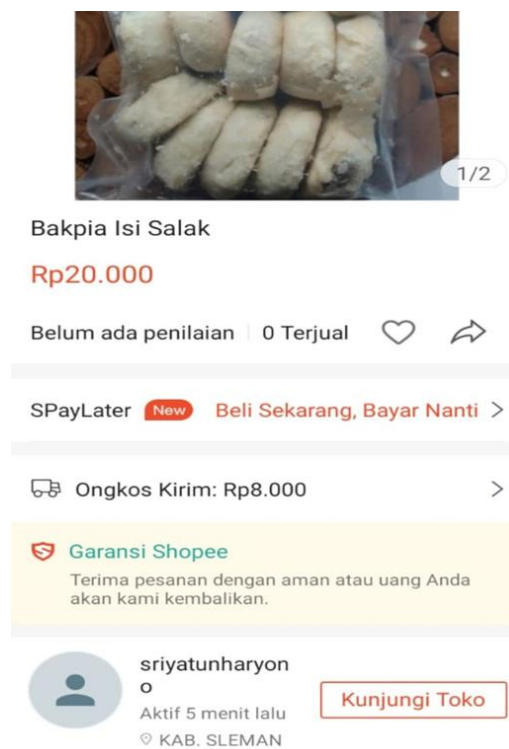 1/2
Bakpia Isi Salak
Rp20.000
Belum ada penilaian 0 Terjual
SPayLater New Beli Sekarang, Bayar Nanti >
Ongkos Kirim: Rp8.000 >
Garansi Shopee
Terima pesanan dengan aman atau uang Anda
akan kami kembalikan.
sriyatunharyon
o
Aktif 5 menit lalu
KAB. SLEMAN
Kunjungi Toko